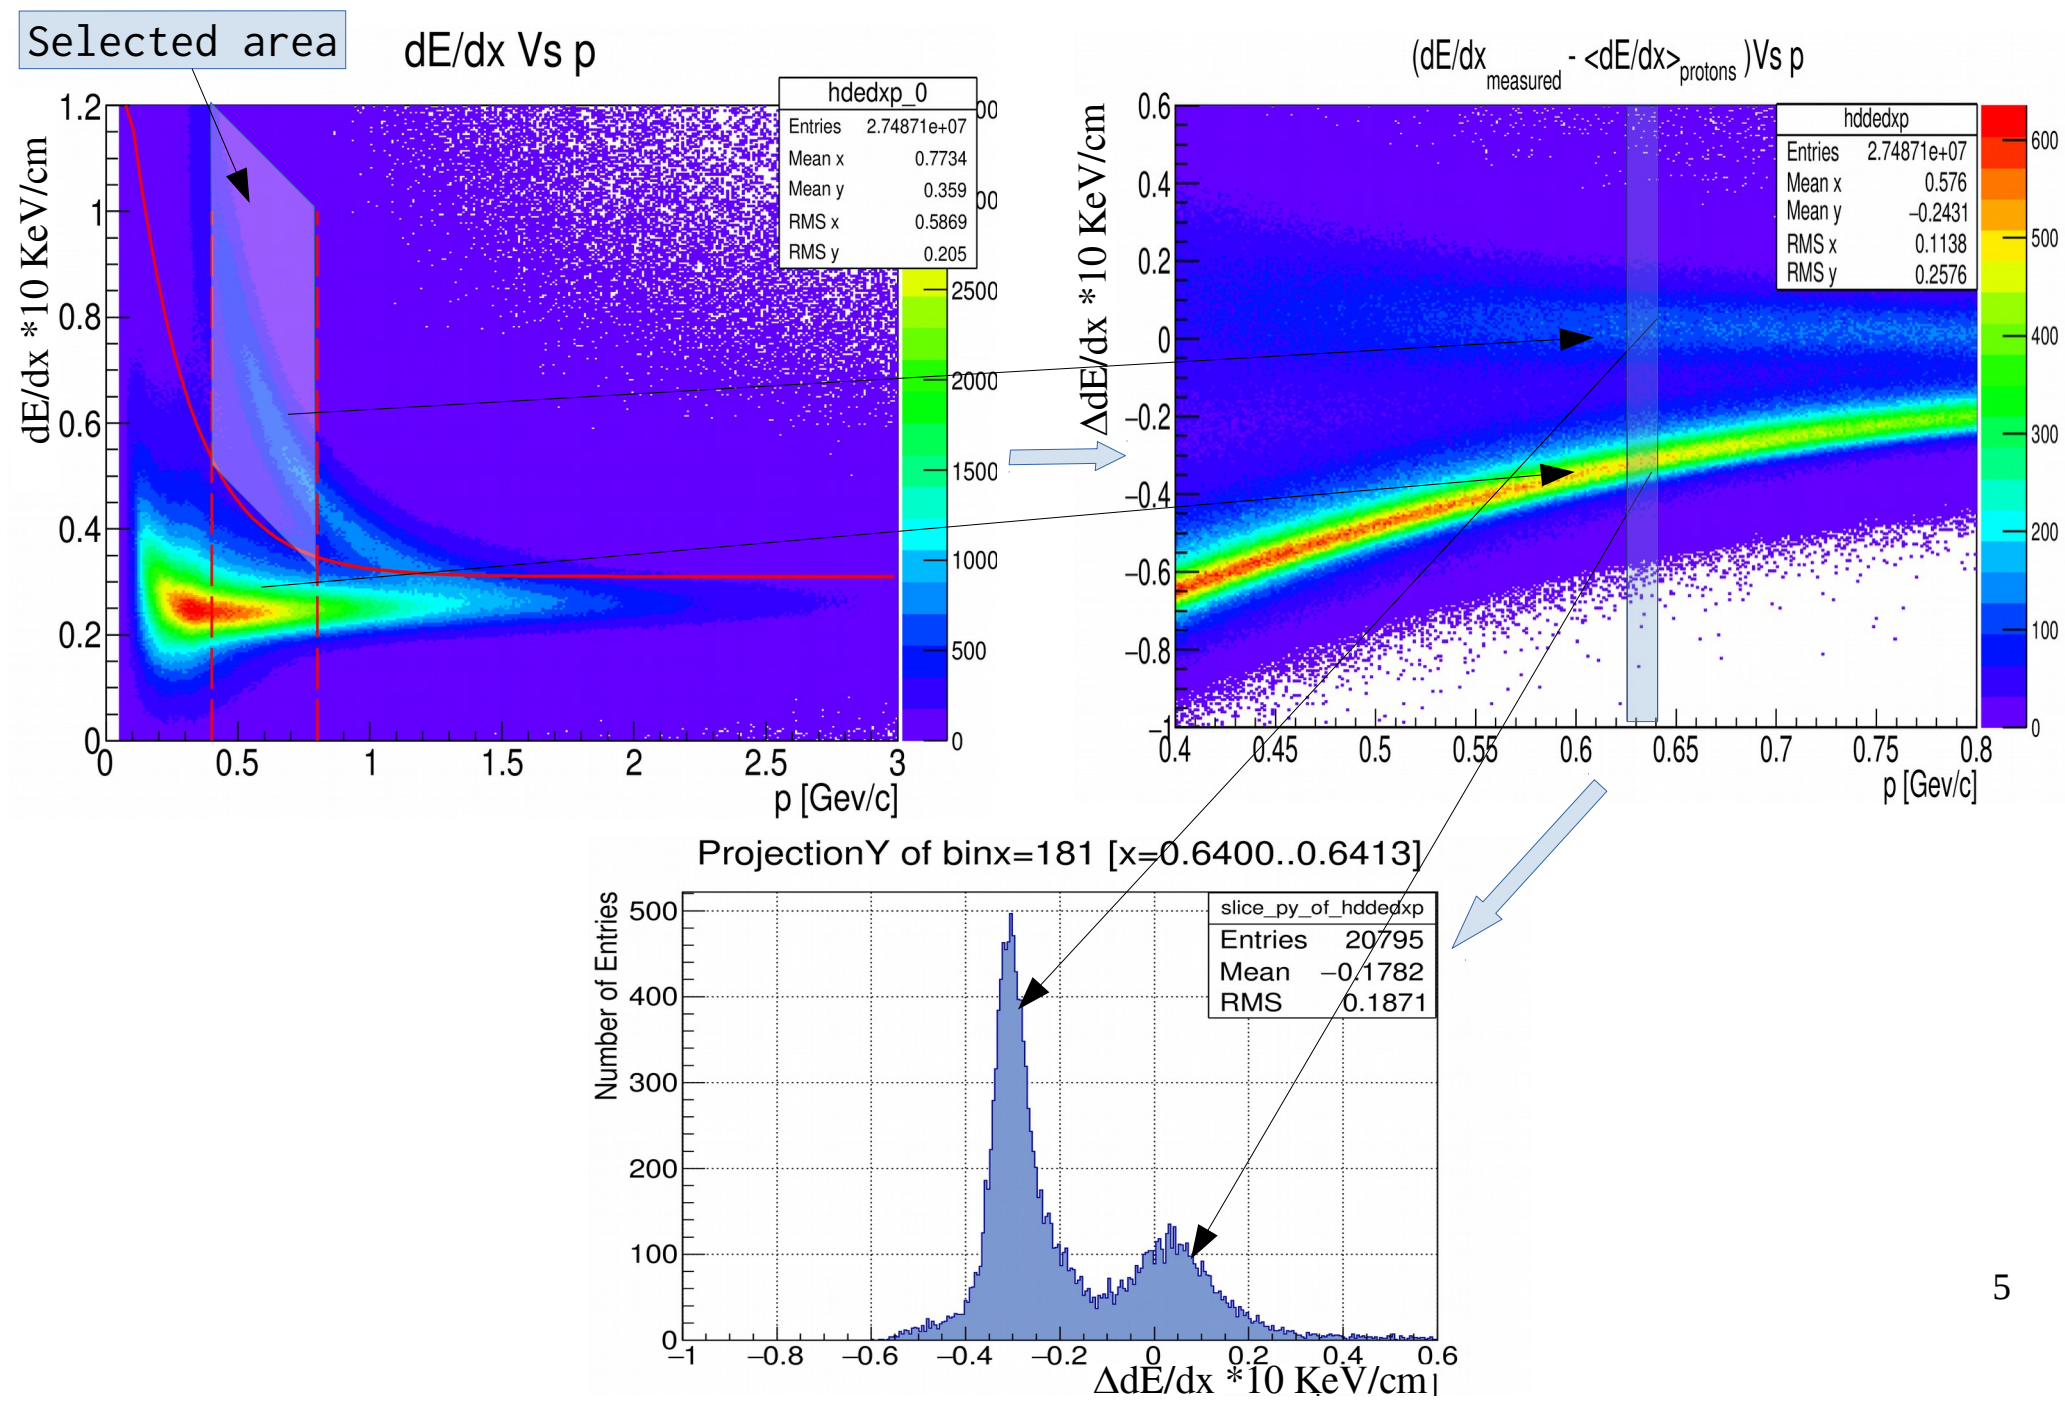 Selected area
dE/dx Vs p
hdedxp_0
Entries 2.74871e+07
Mean x 0.7734
Mean y 0.359
RMS x 0.5869
RMS y 0.205
dE/dx *10 KeV/cm
1.2
1
0.8
0.6
0.4
0.2
0
0 0.5 1 1.5 2 2.5 3
p [Gev/c]
00
00
2500
2000
1500
1000
500
0
(dE/dx measured - <dE/dx> protons )Vs p
hddedxp
Entries 2.74871e+07
Mean x 0.576
Mean y −0.2431
RMS x 0.1138
RMS y 0.2576
ΔdE/dx *10 KeV/cm
0.6
0.4
0.2
0
−0.2
−0.4
−0.6
−0.8
−1
0.4 0.45 0.5 0.55 0.6 0.65 0.7 0.75 0.8
p [Gev/c]
600
500
400
300
200
100
0
ProjectionY of binx=181 [x=0.6400..0.6413]
slice_py_of_hddedxp
Entries 20795
Mean −0.1782
RMS 0.1871
Number of Entries
500
400
300
200
100
0
−1 −0.8 −0.6 −0.4 −0.2 0 0.2 0.4 0.6
ΔdE/dx *10 KeV/cm
5